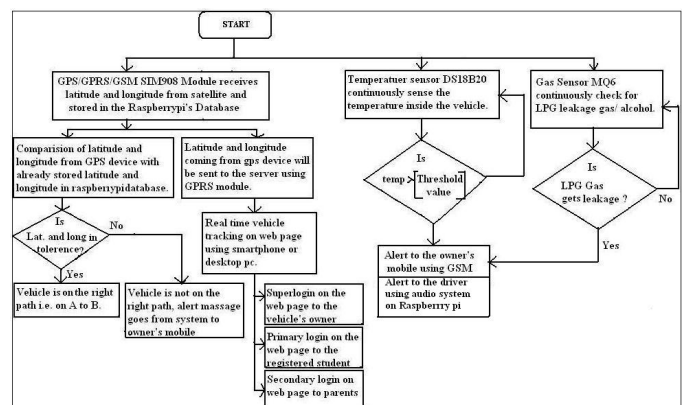 START
GPS/GPRS/GSM SIM908 Module receives
latitude and longitude from satellite and
stored in the Raspberrypi's Database
Temperatuer sensor DS18B20
continuously sense the
temperature inside the vehicle.
Gas Sensor MQ6
continuously check for
LPG leakage gas/ alcohol.
Comparision of latitude and
longitude from GPS device with
already stored latitude and
longitude in raspberrypidatabase.
Latitude and longitude
coming from gps device will
be sent to the server using
GPRS module.
Is
temp > Threshold
value
Is
LPG Gas
gets leakage ?
No
Yes
Is
Lat. and long in
tolerence?
No
Yes
Real time vehicle
tracking on web page
using smartphone or
desktop pc.
Alert to the owner's
mobile using GSM
Alert to the driver
using audio system
on Raspberrry pi
Vehicle is on the right
path i.e. on A to B.
Vehicle is not on the
right path, alert massage
goes from system to
owner's mobile
Superlogin on the
web page to the
vehicle's owner
Primary login on the
web page to the
registered student
Secondary login on
web page to parents